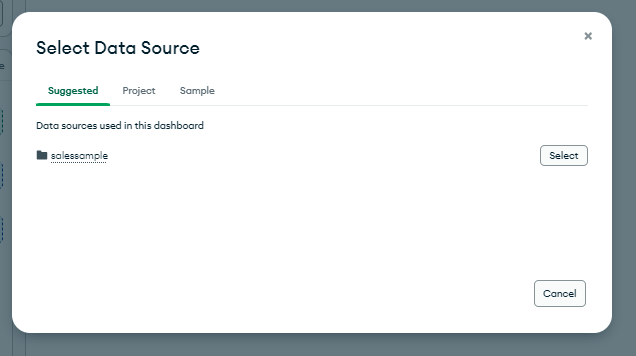 Select Data Source
Suggested Project Sample
Data sources used in this dashboard
salessample Select
Cancel